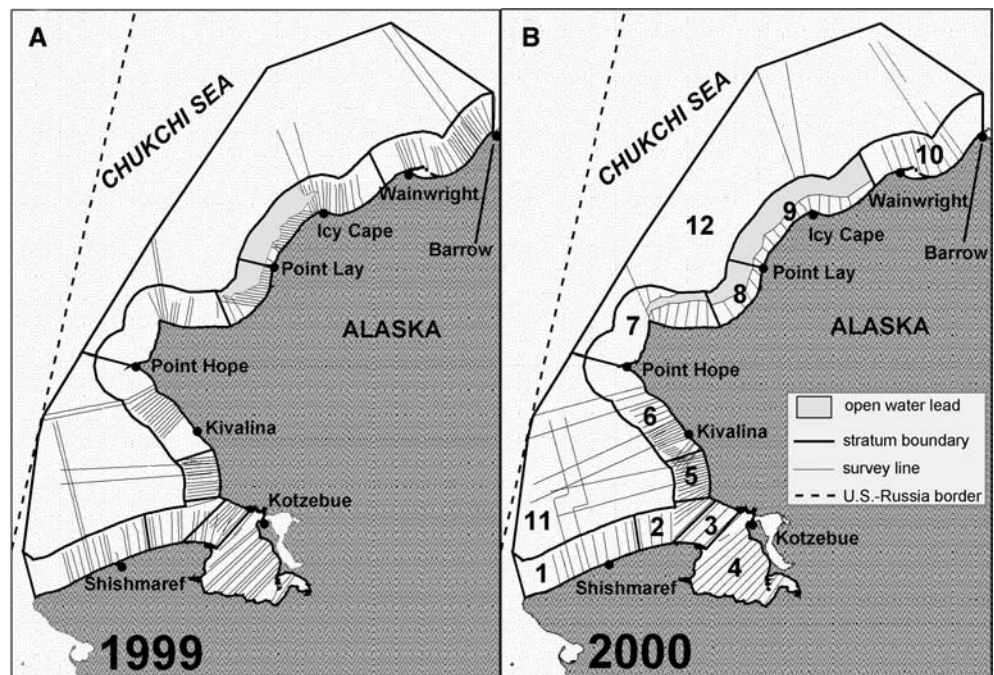 A
CHUKCHI SEA
Wainwright
Icy Cape
Barrow
Point Lay
ALASKA
Point Hope
Kivalina
Kotzebue
Shishmaref
1999
B
CHUKCHI SEA
10
Wainwright
9
12
Icy Cape
Barrow
Point Lay
8
7
ALASKA
Point Hope
open water lead
6
stratum boundary
Kivalina
survey line
5
U.S.-Russia border
11
2
3
Kotzebue
4
1
Shishmaref
2000